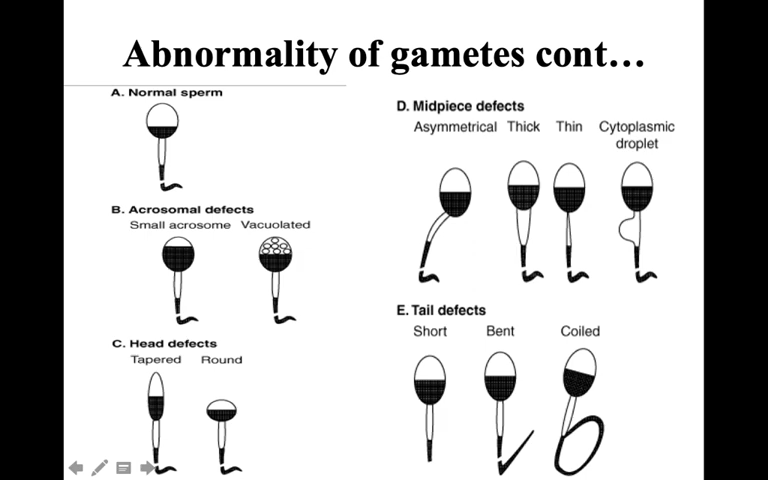 Abnormality of gametes cont…
A. Normal sperm
B. Acrosomal defects
Small acrosome Vacuolated
C. Head defects
Tapered Round
D. Midpiece defects
Asymmetrical Thick Thin Cytoplasmic
droplet
E. Tail defects
Short Bent Coiled